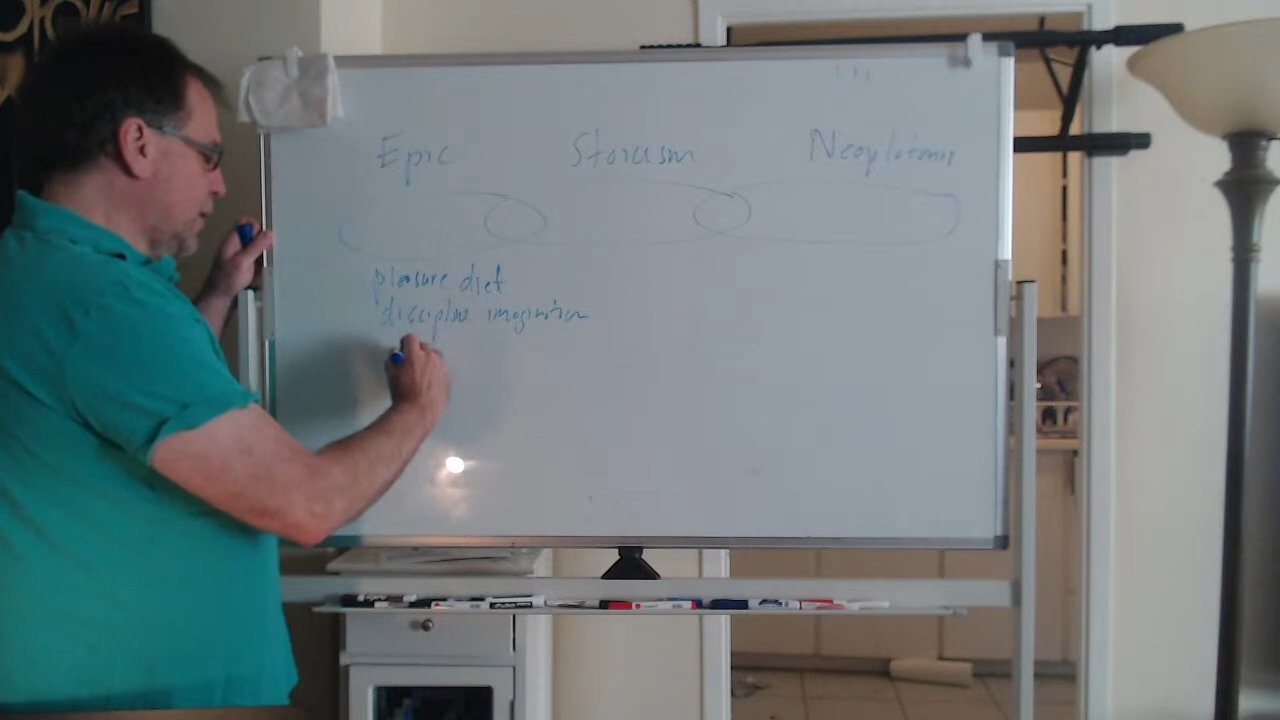 Epic Stoicism Neoplatonic
pleasure diet
discipline imagination